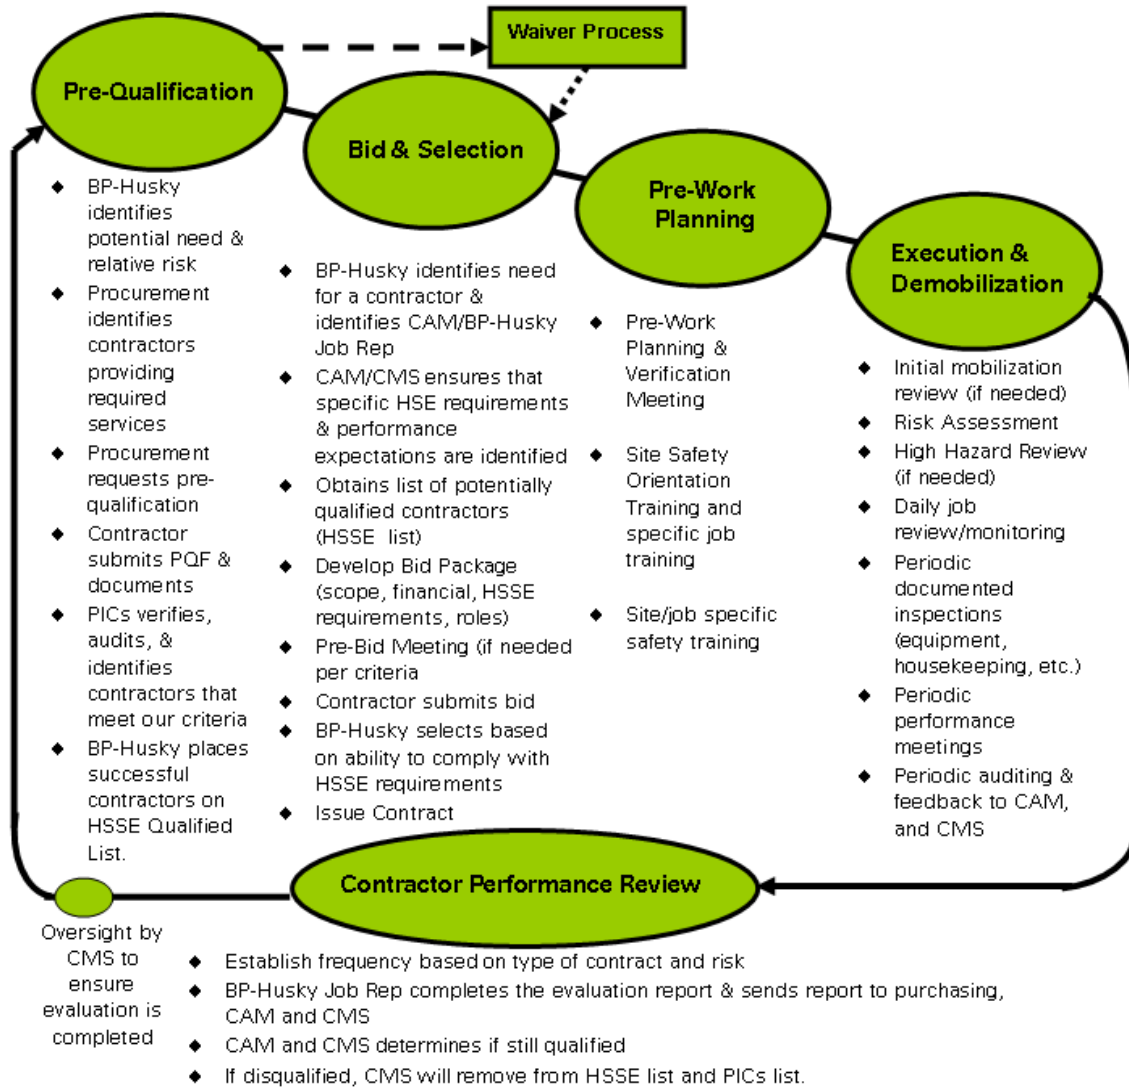 Waiver Process
Pre-Qualification
Bid & Selection
Pre-Work
Planning
Execution &
Demobilization
◆ BP-Husky
identifies
potential need &
relative risk
◆ Procurement
identifies
contractors
providing
required
services
◆ Procurement
requests pre-
qualification
◆ Contractor
submits PQF &
documents
◆ PICs verifies,
audits, &
identifies
contractors that
meet our criteria
◆ BP-Husky places
successful
contractors on
HSSE Qualified
List.
◆ BP-Husky identifies need
for a contractor &
identifies CAM/BP-Husky
Job Rep
◆ CAM/CMS ensures that
specific HSE requirements
& performance
expectations are identified
◆ Obtains list of potentially
qualified contractors
(HSSE list)
◆ Develop Bid Package
(scope, financial, HSSE
requirements, roles)
◆ Pre-Bid Meeting (if needed
per criteria
◆ Contractor submits bid
◆ BP-Husky selects based
on ability to comply with
HSSE requirements
◆ Issue Contract
◆ Pre-Work
Planning &
Verification
Meeting
◆ Site Safety
Orientation
Training and
specific job
training
◆ Site/job specific
safety training
◆ Initial mobilization
review (if needed)
◆ Risk Assessment
◆ High Hazard Review
(if needed)
◆ Daily job
review/monitoring
◆ Periodic
documented
inspections
(equipment,
housekeeping, etc.)
◆ Periodic
performance
meetings
◆ Periodic auditing &
feedback to CAM,
and CMS
Contractor Performance Review
Oversight by
CMS to
ensure
evaluation is
completed
◆ Establish frequency based on type of contract and risk
◆ BP-Husky Job Rep completes the evaluation report & sends report to purchasing,
CAM and CMS
◆ CAM and CMS determines if still qualified
◆ If disqualified, CMS will remove from HSSE list and PICs list.